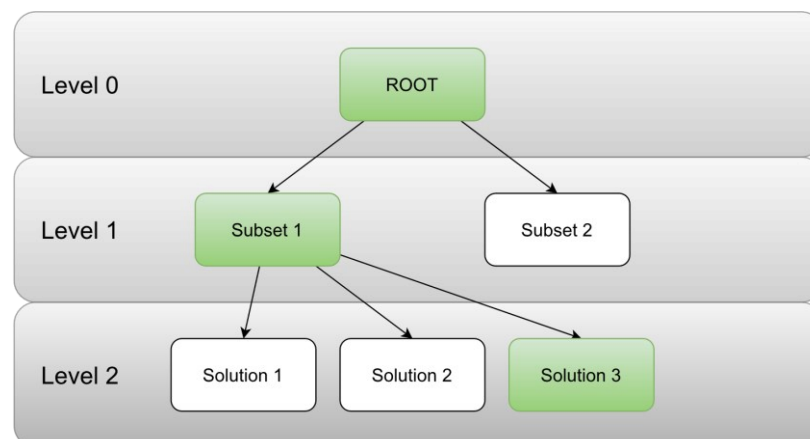 Level 0
ROOT
Level 1
Subset 1
Subset 2
Level 2
Solution 1
Solution 2
Solution 3